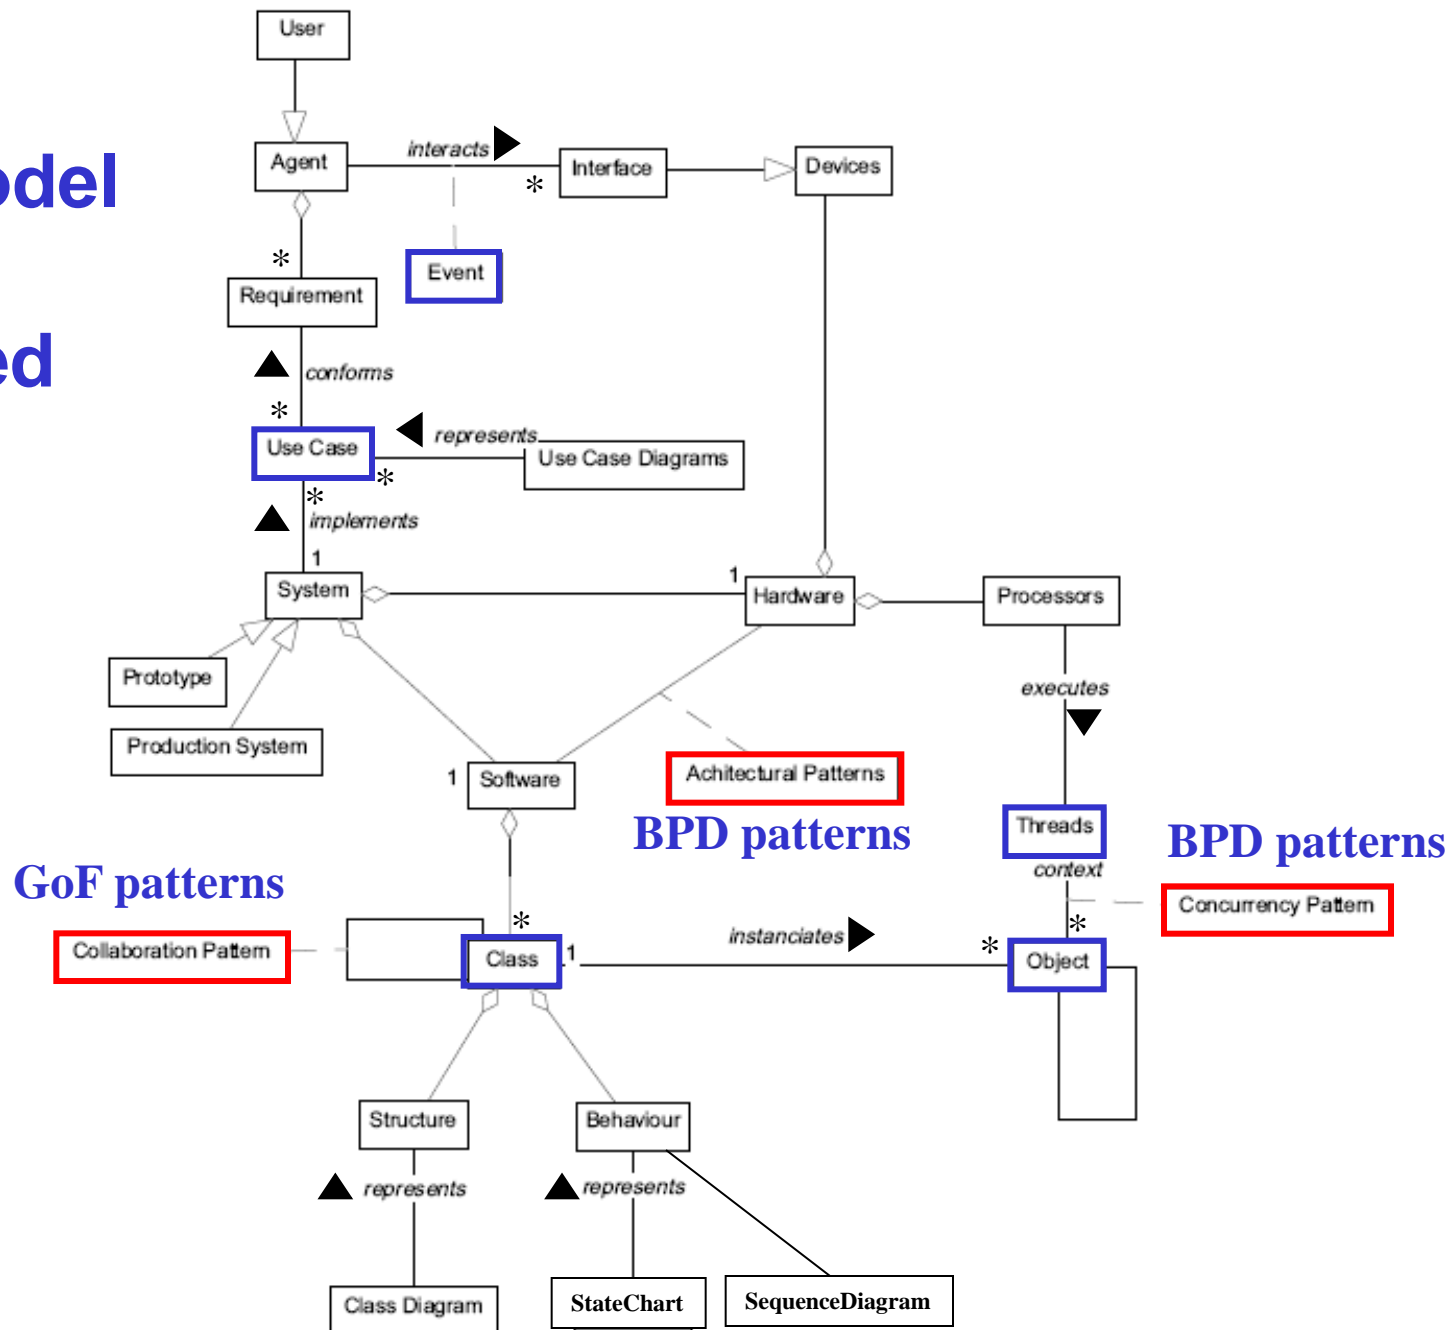 User
odel
Agent
interacts
*
Interface
Devices
*
Event
Requirement
ed
conforms
*
Use Case
represents
*
Use Case Diagrams
*
implements
1
System
1
Hardware
Processors
Prototype
executes
Production System
1
Software
Achitectural Patterns
BPD patterns
Threads
BPD patterns
context
GoF patterns
Concurrency Pattern
*
Collaboration Pattern
*
Class
1
instanciates
*
Object
Structure
Behaviour
represents
represents
Class Diagram
StateChart
SequenceDiagram